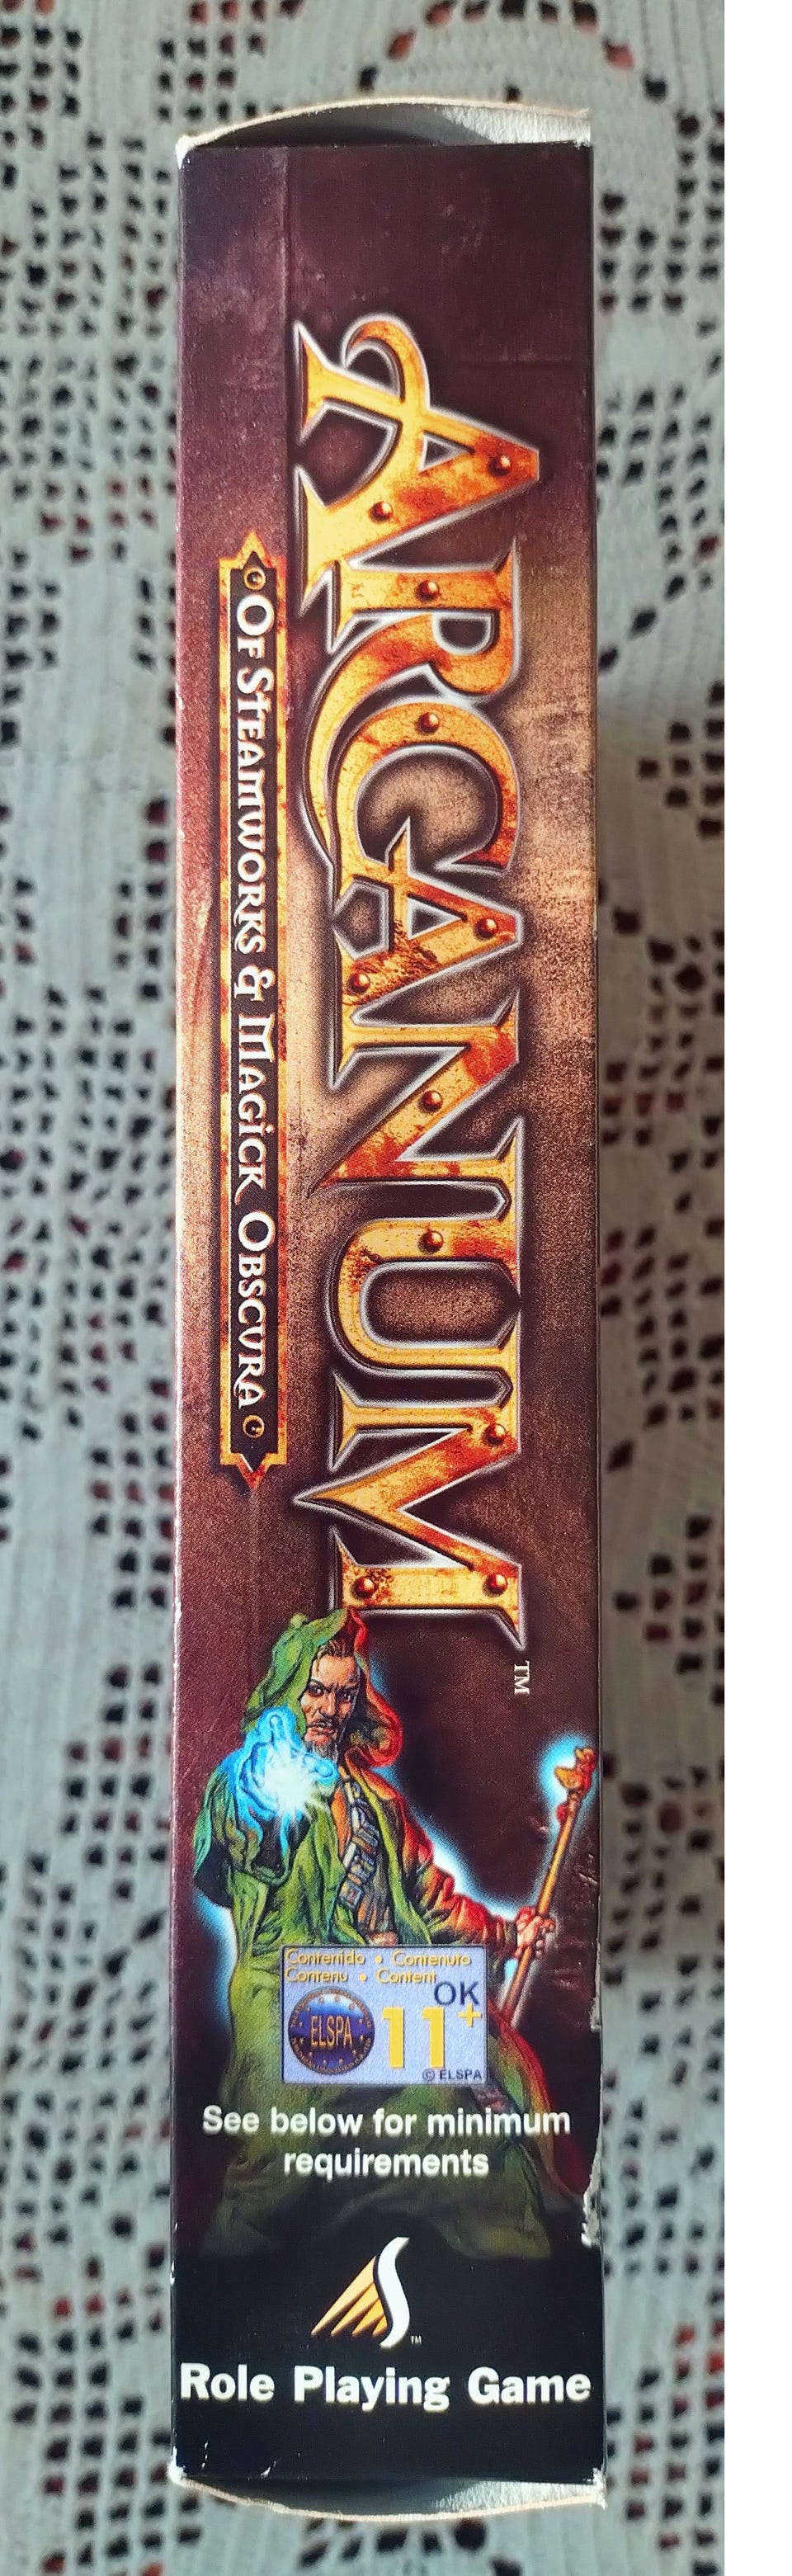 ARCANUM
TM
OF STEAMWORKS & MAGICK OBSCURA
Contenido • Contenuto
Contenu • Content
OK
ELSPA
11+
© ELSPA
See below for minimum
requirements
S
TM
Role Playing Game